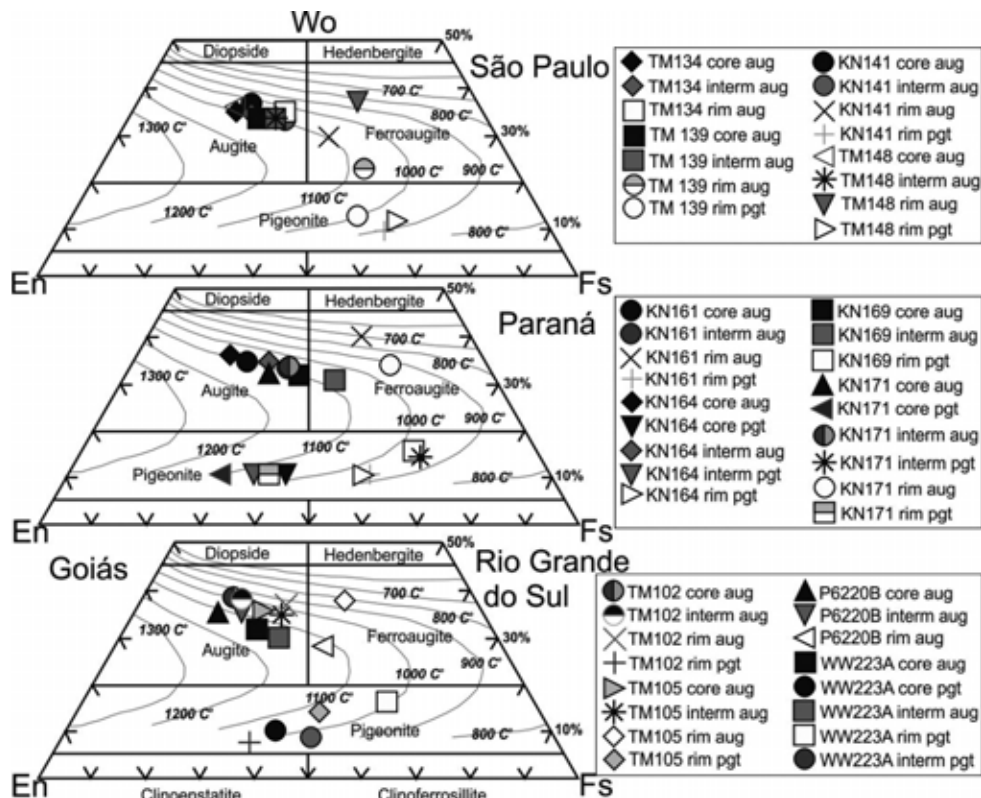 Wo
50%
Diopside Hedenbergite
São Paulo
700 C°
800 C°
1300 C°
Augite
Ferroaugite
30%
1000 C°
900 C°
1100 C°
1200 C°
Pigeonite
800 C°
10%
En Fs
TM134 core aug
TM134 interm aug
TM134 rim aug
TM 139 core aug
TM 139 interm aug
TM 139 rim aug
TM 139 rim pgt
KN141 core aug
KN141 interm aug
KN141 rim aug
KN141 rim pgt
TM148 core aug
TM148 interm aug
TM148 rim aug
TM148 rim pgt
50%
Diopside Hedenbergite
Paraná
700 C°
800 C°
1300 C°
Augite
Ferroaugite
30%
1000 C°
900 C°
1200 C°
1100 C°
Pigeonite
800 C°
10%
En Fs
KN161 core aug
KN161 interm aug
KN161 rim aug
KN161 rim pgt
KN164 core aug
KN164 core pgt
KN164 interm aug
KN164 interm pgt
KN164 rim pgt
KN169 core aug
KN169 interm aug
KN169 rim pgt
KN171 core aug
KN171 core pgt
KN171 interm aug
KN171 interm pgt
KN171 rim aug
KN171 rim pgt
50%
Diopside Hedenbergite
Goiás
Rio Grande
do Sul
700 C°
800 C°
1300 C°
Augite
Ferroaugite
30%
900 C°
1000 C°
1100 C°
1200 C°
Pigeonite
800 C°
10%
En Fs
Clinoenstatite Clinoferrosillite
TM102 core aug
TM102 interm aug
TM102 rim aug
TM102 rim pgt
TM105 core aug
TM105 interm aug
TM105 rim aug
TM105 rim pgt
P6220B core aug
P6220B interm aug
P6220B rim aug
WW223A core aug
WW223A core pgt
WW223A interm aug
WW223A rim pgt
WW223A interm pgt